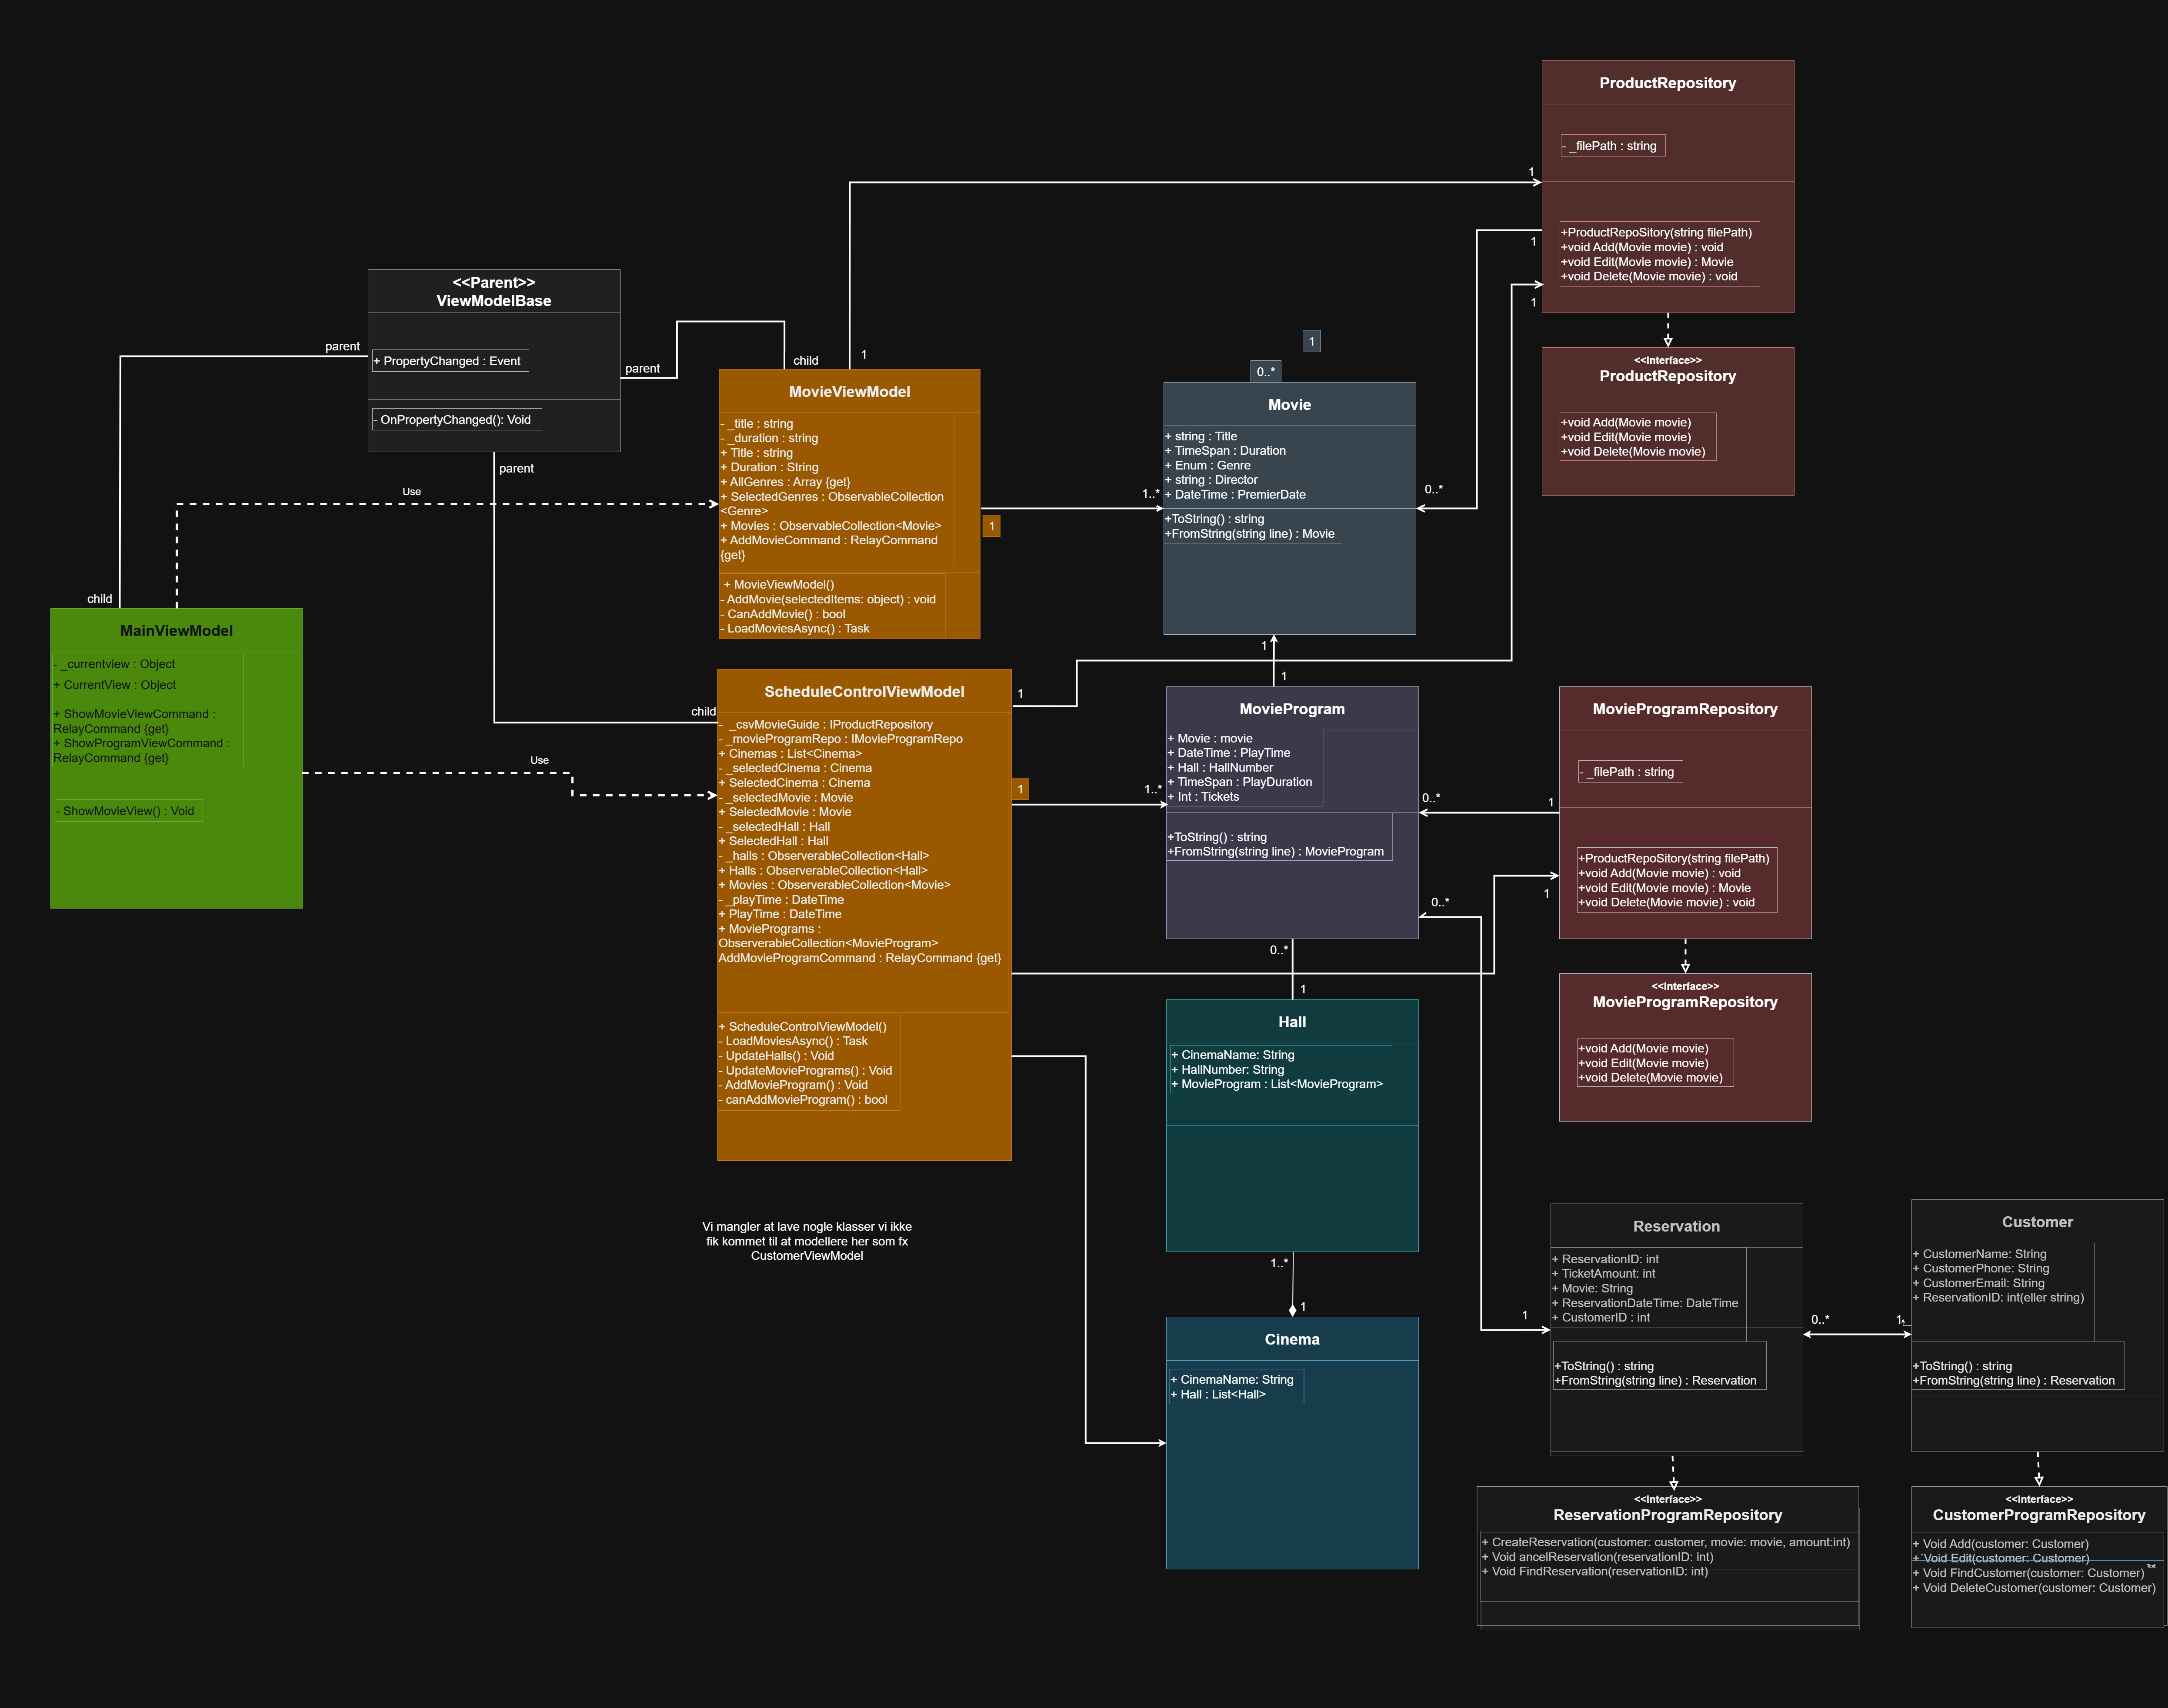 ProductRepository
- _filePath : string
1
+ProductRepoSitory(string filePath)
+void Add(Movie movie) : void
+void Edit(Movie movie) : Movie
+void Delete(Movie movie) : void
1
1
<<interface>>
ProductRepository
+void Add(Movie movie)
+void Edit(Movie movie)
+void Delete(Movie movie)
<<Parent>>
ViewModelBase
+ PropertyChanged : Event
- OnPropertyChanged(): Void
parent
parent
parent
child
1
MovieViewModel
- _title : string
- _duration : string
+ Title : string
+ Duration : String
+ AllGenres : Array {get}
+ SelectedGenres : ObservableCollection
<Genre>
+ Movies : ObservableCollection<Movie>
+ AddMovieCommand : RelayCommand
{get}
+ MovieViewModel()
- AddMovie(selectedItems: object) : void
- CanAddMovie() : bool
- LoadMoviesAsync() : Task
Use
1
1..*
1
0..*
Movie
+ string : Title
+ TimeSpan : Duration
+ Enum : Genre
+ string : Director
+ DateTime : PremierDate
+ToString() : string
+FromString(string line) : Movie
0..*
1
1
child
MainViewModel
- _currentview : Object
+ CurrentView : Object
+ ShowMovieViewCommand :
RelayCommand {get}
+ ShowProgramViewCommand :
RelayCommand {get}
- ShowMovieView() : Void
Use
child
ScheduleControlViewModel
- _csvMovieGuide : IProductRepository
- _movieProgramRepo : IMovieProgramRepo
+ Cinemas : List<Cinema>
- _selectedCinema : Cinema
+ SelectedCinema : Cinema
- _selectedMovie : Movie
+ SelectedMovie : Movie
- _selectedHall : Hall
+ SelectedHall : Hall
- _halls : ObserverableCollection<Hall>
+ Halls : ObserverableCollection<Hall>
+ Movies : ObserverableCollection<Movie>
- _playTime : DateTime
+ PlayTime : DateTime
+ MoviePrograms :
ObserverableCollection<MovieProgram>
AddMovieProgramCommand : RelayCommand {get}
+ ScheduleControlViewModel()
- LoadMoviesAsync() : Task
- UpdateHalls() : Void
- UpdateMoviePrograms() : Void
- AddMovieProgram() : Void
- canAddMovieProgram() : bool
1
1
1..*
MovieProgram
+ Movie : movie
+ DateTime : PlayTime
+ Hall : HallNumber
+ TimeSpan : PlayDuration
+ Int : Tickets
+ToString() : string
+FromString(string line) : MovieProgram
0..*
1
0..*
1
MovieProgramRepository
- _filePath : string
+ProductRepoSitory(string filePath)
+void Add(Movie movie) : void
+void Edit(Movie movie) : Movie
+void Delete(Movie movie) : void
<<interface>>
MovieProgramRepository
+void Add(Movie movie)
+void Edit(Movie movie)
+void Delete(Movie movie)
0..*
1
Hall
+ CinemaName: String
+ HallNumber: String
+ MovieProgram : List<MovieProgram>
1..*
1
Cinema
+ CinemaName: String
+ Hall : List<Hall>
Vi mangler at lave nogle klasser vi ikke
fik kommet til at modellere her som fx
CustomerViewModel
Reservation
+ ReservationID: int
+ TicketAmount: int
+ Movie: String
+ ReservationDateTime: DateTime
+ CustomerID : int
+ToString() : string
+FromString(string line) : Reservation
1
0..*
1
Customer
+ CustomerName: String
+ CustomerPhone: String
+ CustomerEmail: String
+ ReservationID: int(eller string)
+ToString() : string
+FromString(string line) : Reservation
<<interface>>
ReservationProgramRepository
+ CreateReservation(customer: customer, movie: movie, amount:int)
+ Void ancelReservation(reservationID: int)
+ Void FindReservation(reservationID: int)
<<interface>>
CustomerProgramRepository
+ Void Add(customer: Customer)
+´Void Edit(customer: Customer)
Text
+ Void FindCustomer(customer: Customer)
+ Void DeleteCustomer(customer: Customer)